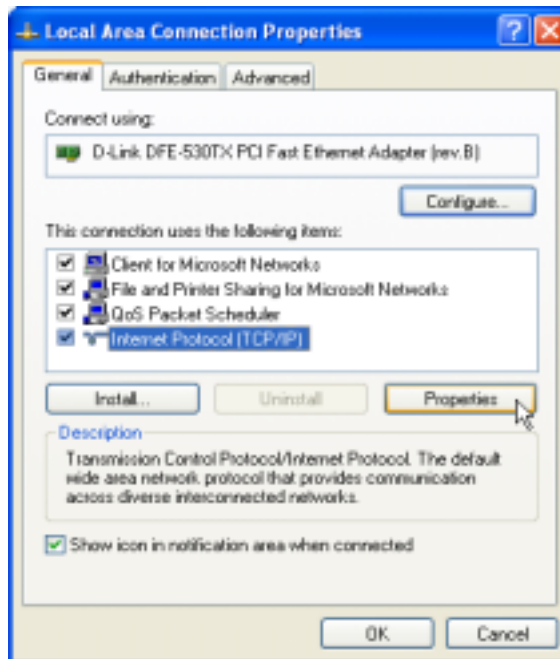 Local Area Connection Properties
General Authentication Advanced
Connect using:
D-Link DFE-530TX PCI Fast Ethernet Adapter (rev.B)
Configure...
This connection uses the following items:
Client for Microsoft Networks
File and Printer Sharing for Microsoft Networks
QoS Packet Scheduler
Internet Protocol (TCP/IP)
Install... Uninstall Properties
Description
Transmission Control Protocol/Internet Protocol. The default
wide area network protocol that provides communication
across diverse interconnected networks.
Show icon in notification area when connected
OK Cancel